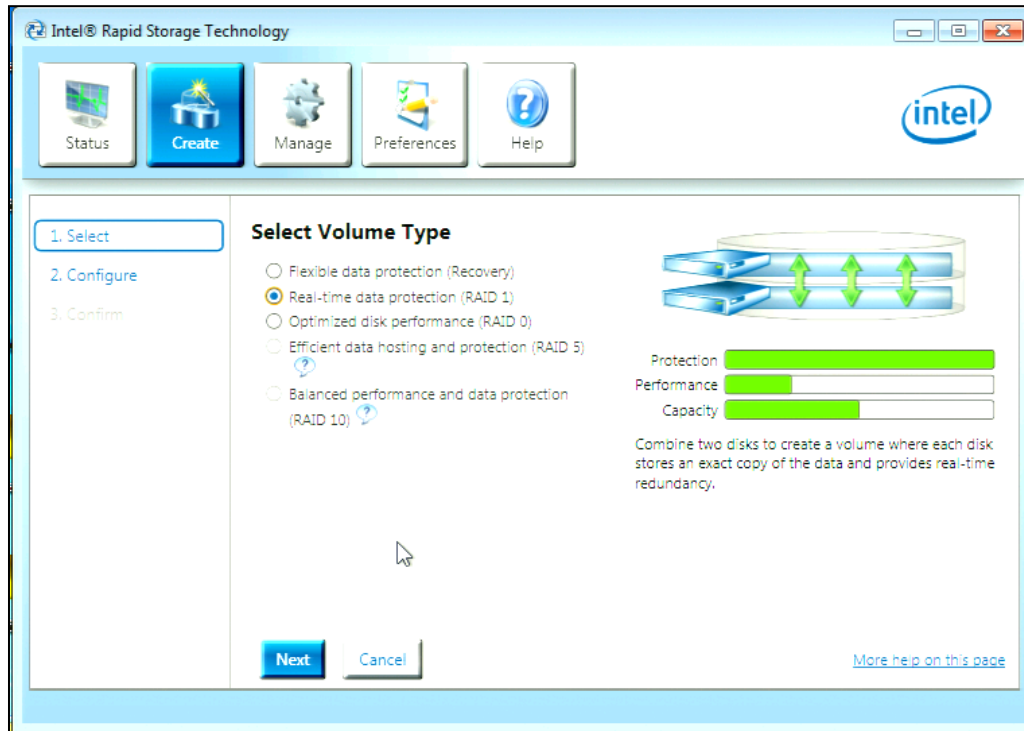 Intel® Rapid Storage Technology
Status
Create
Manage
Preferences
Help
intel
1. Select
2. Configure
3. Confirm
Select Volume Type
Flexible data protection (Recovery)
Real-time data protection (RAID 1)
Optimized disk performance (RAID 0)
Efficient data hosting and protection (RAID 5)
?
Balanced performance and data protection
(RAID 10) ?
Protection
Performance
Capacity
Combine two disks to create a volume where each disk
stores an exact copy of the data and provides real-time
redundancy.
Next
Cancel
More help on this page